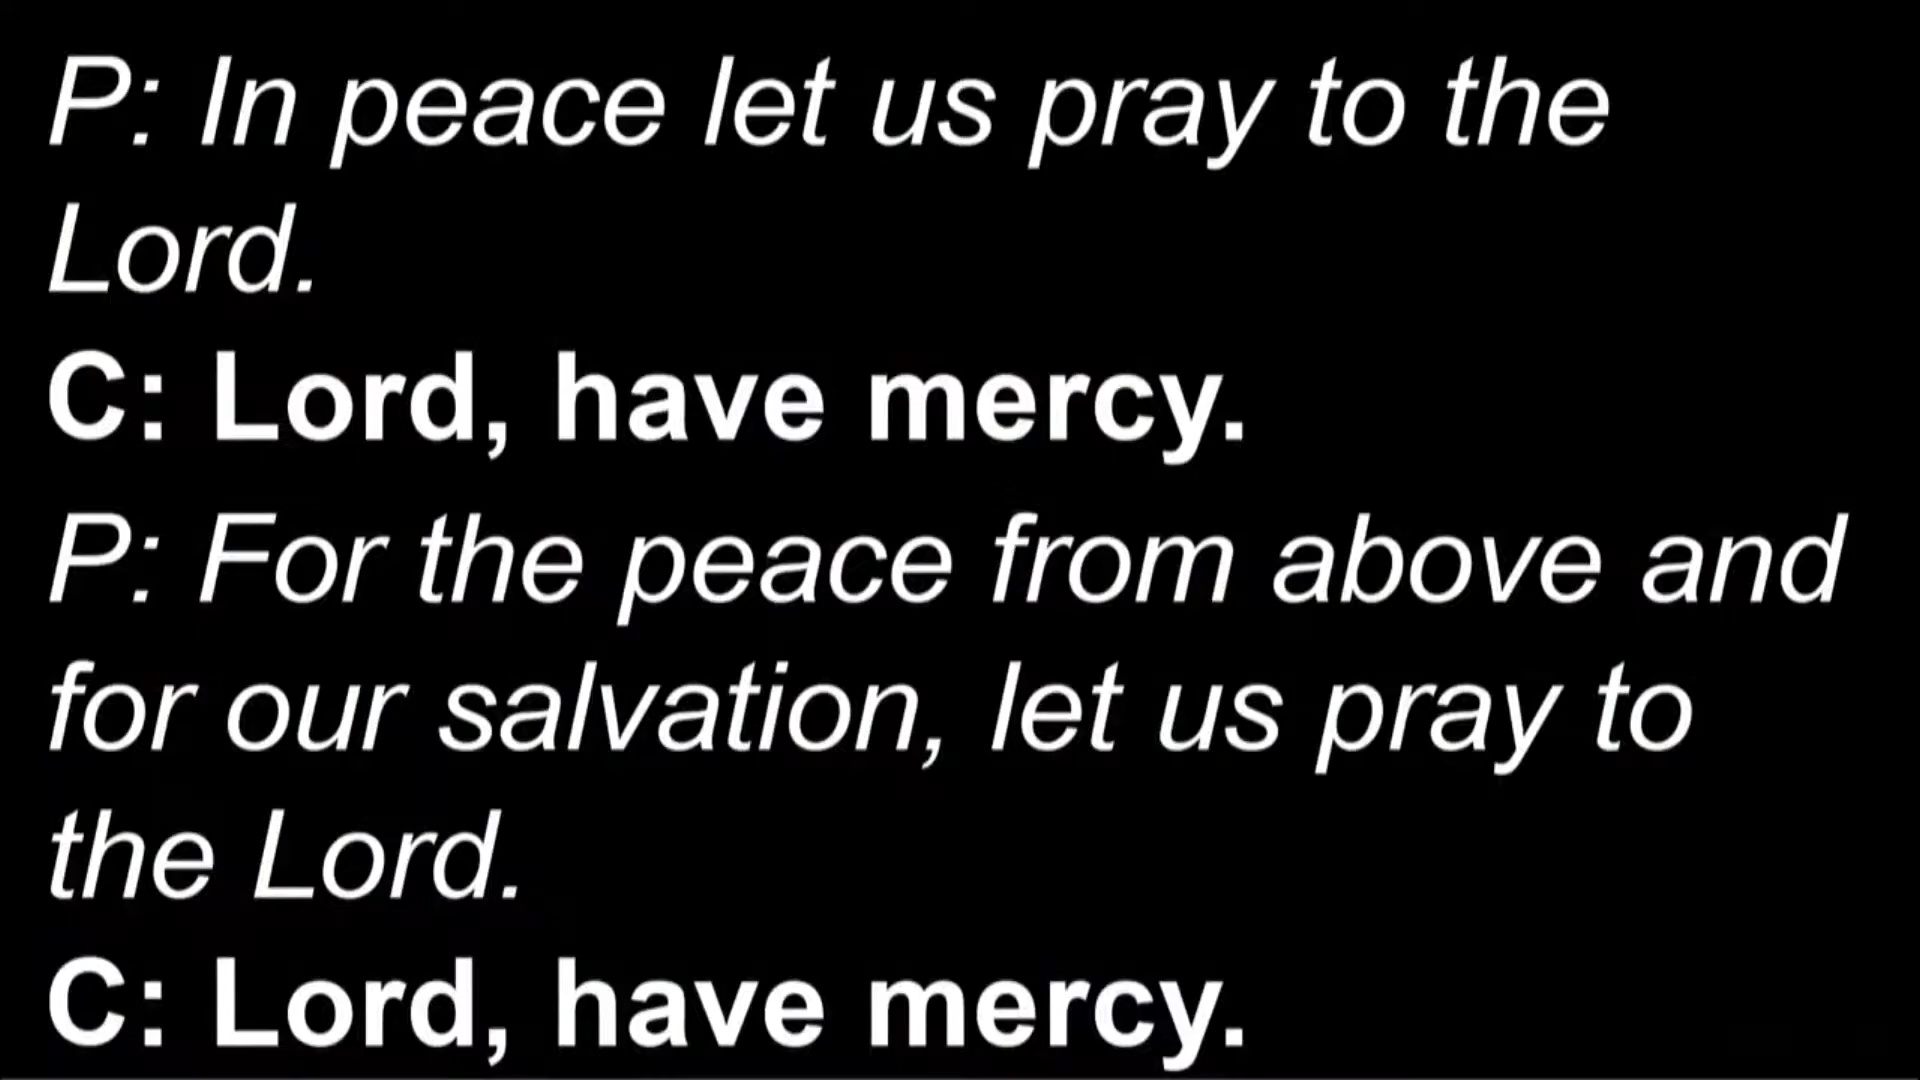 P: In peace let us pray to the
Lord.
C: Lord, have mercy.
P: For the peace from above and
for our salvation, let us pray to
the Lord.
C: Lord, have mercy.